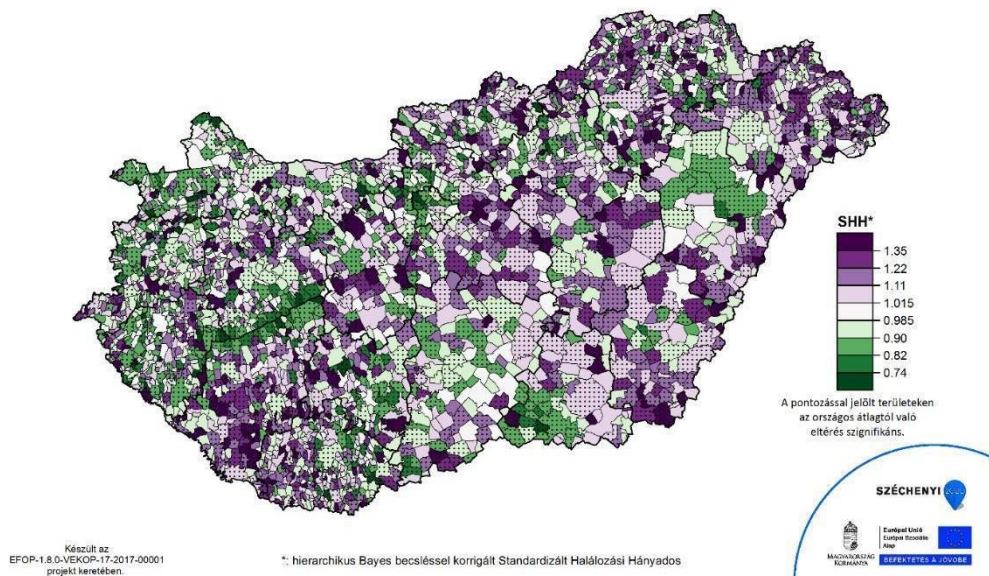 SHH*
1.35
1.22
1.11
1.015
0.985
0.90
0.82
0.74
A pontozással jelölt területeken
az országos átlagtól való
eltérés szignifikáns.
SZÉCHENYI 2020
MAGYARORSZÁG
KORMÁNYA
Európai Unió
Európai Szociális
Alap
BEFEKTETÉS A JÖVŐBE
Készült az
EFOP-1.8.0-VEKOP-17-2017-00001
projekt keretében.
*: hierarchikus Bayes becsléssel korrigált Standardizált Halálozási Hányados